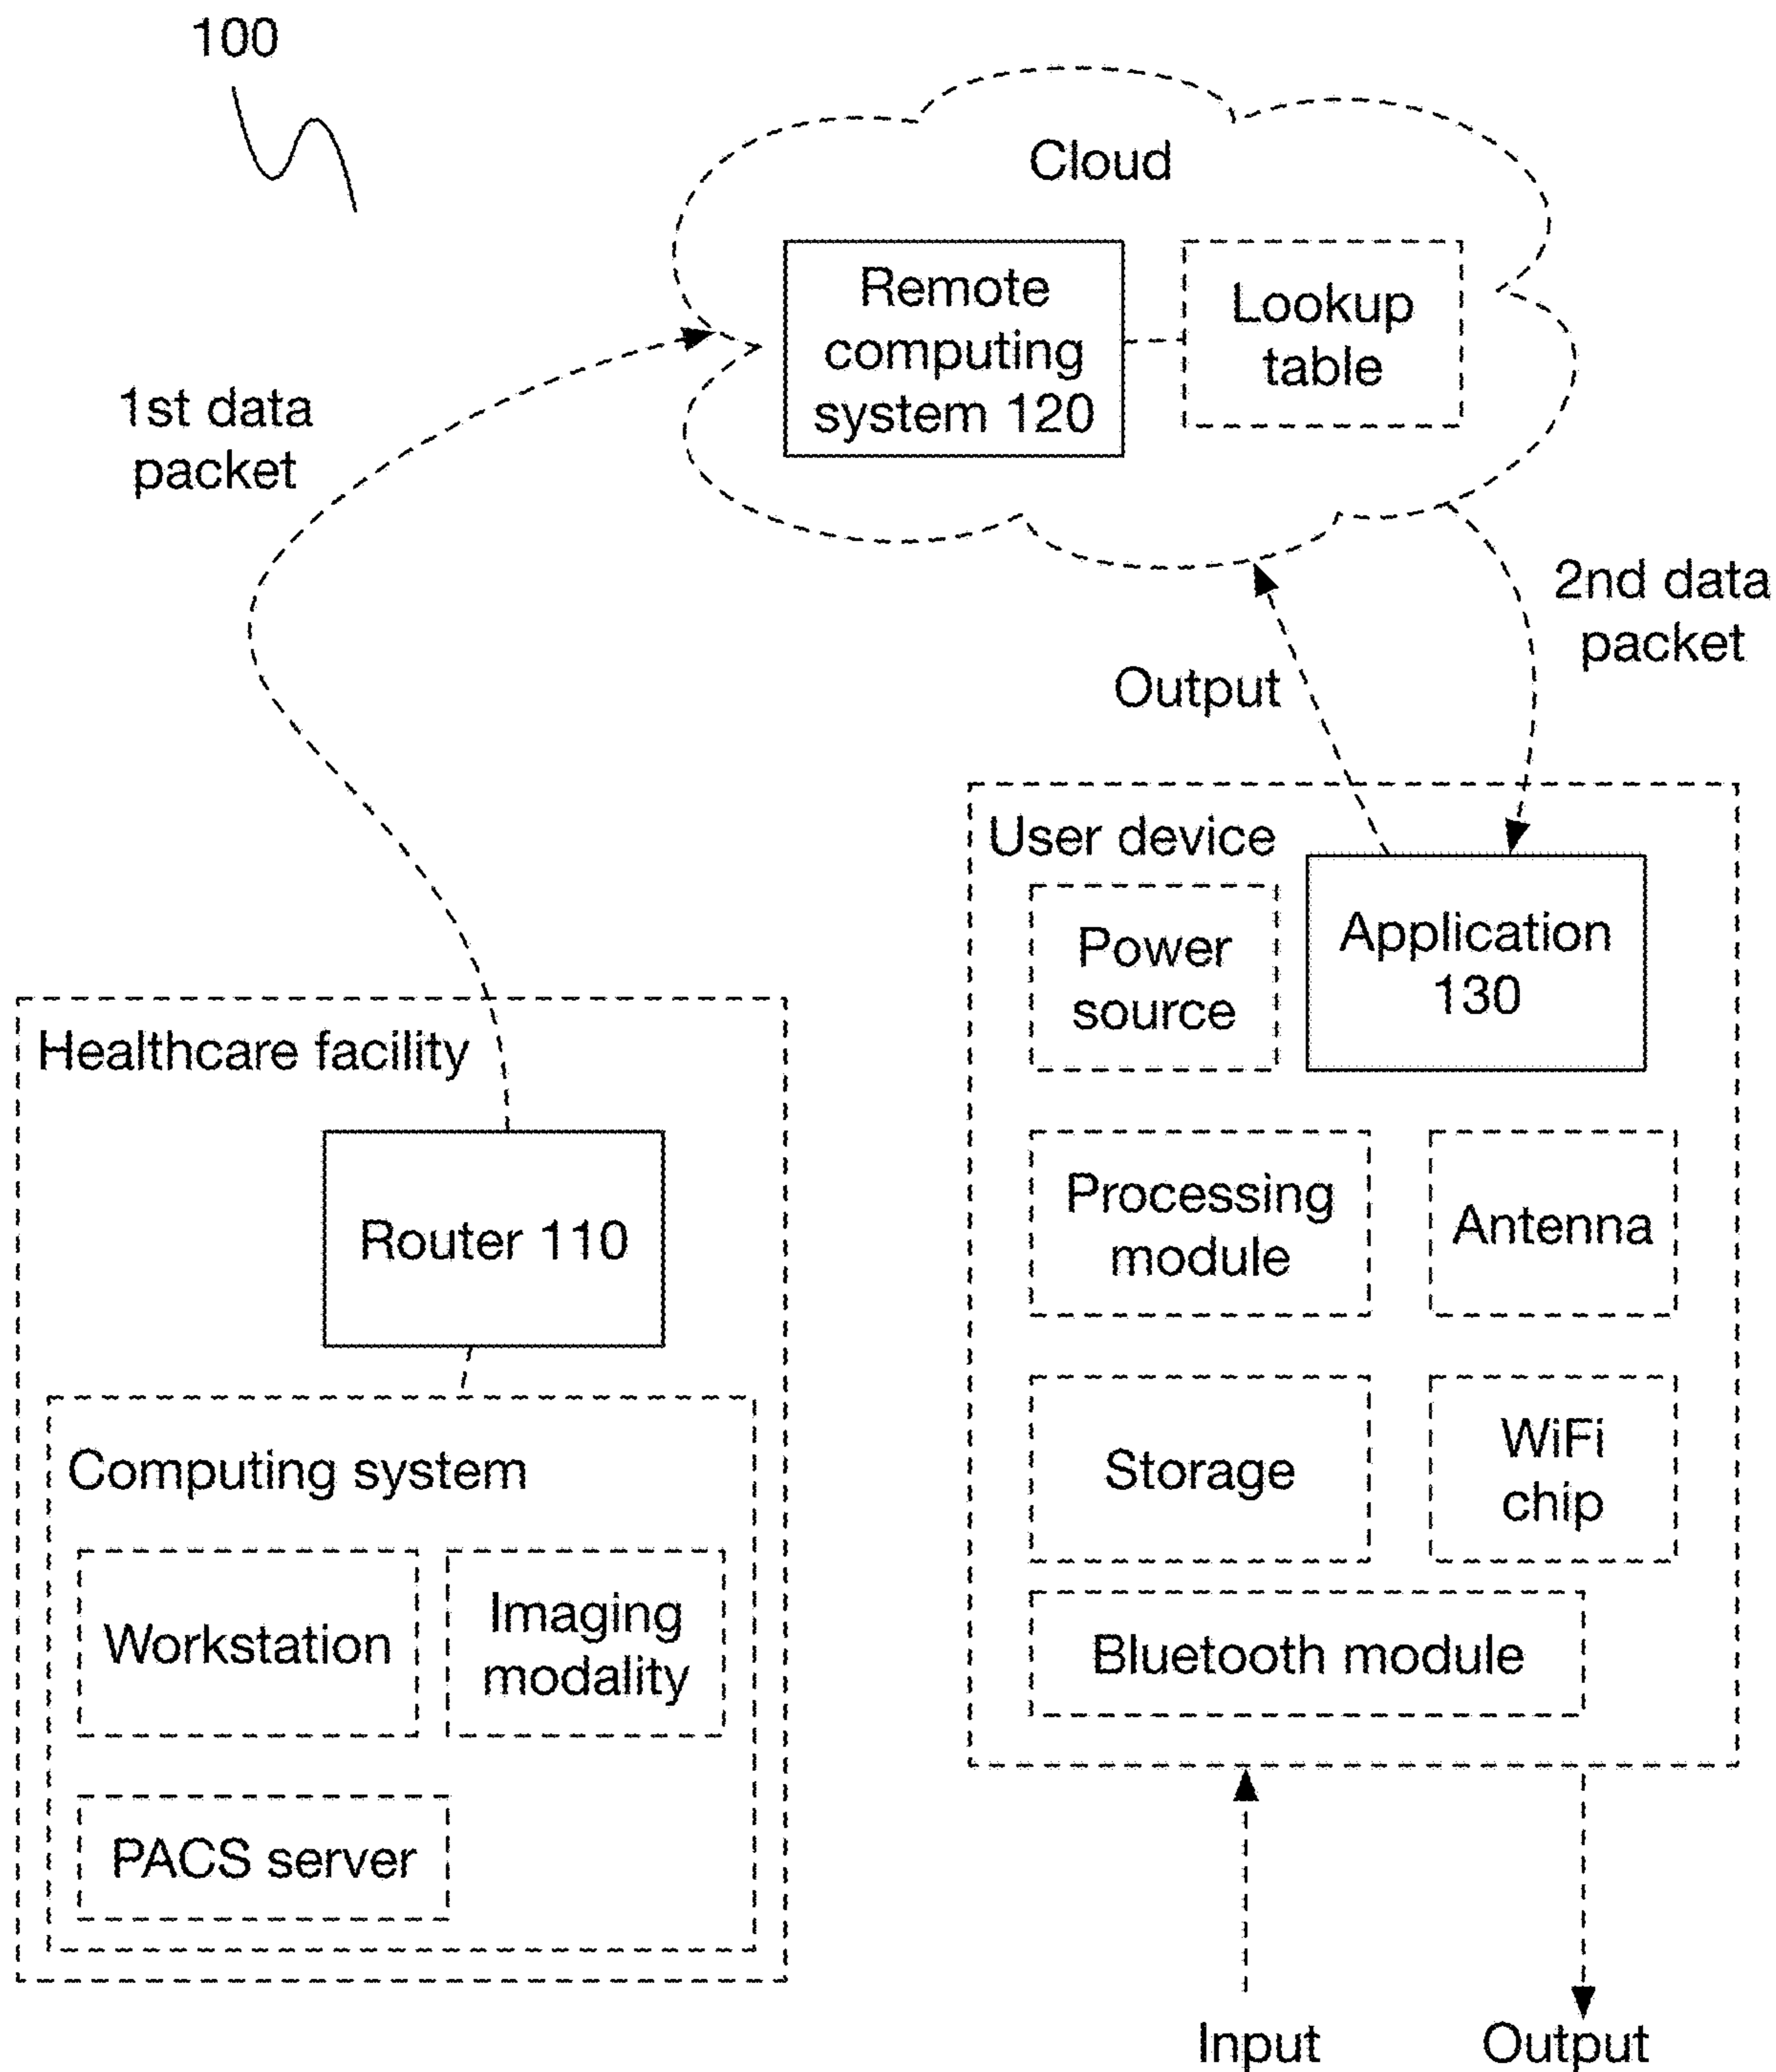 100
Cloud
Remote
computing
system 120
Lookup
table
1st data
packet
2nd data
packet
Output
User device
Power
source
Application
130
Healthcare facility
Router 110
Processing
module
Antenna
Computing system
Storage
WiFi
chip
Workstation
Imaging
modality
Bluetooth module
PACS server
Input
Output